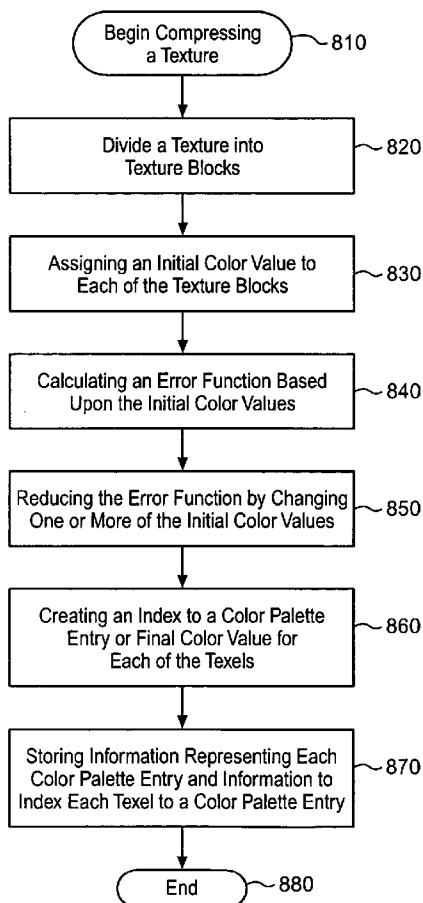 Begin Compressing
a Texture
810
Divide a Texture into
Texture Blocks
820
Assigning an Initial Color Value to
Each of the Texture Blocks
830
Calculating an Error Function Based
Upon the Initial Color Values
840
Reducing the Error Function by Changing
One or More of the Initial Color Values
850
Creating an Index to a Color Palette
Entry or Final Color Value for
Each of the Texels
860
Storing Information Representing Each
Color Palette Entry and Information to
Index Each Texel to a Color Palette Entry
870
End
880